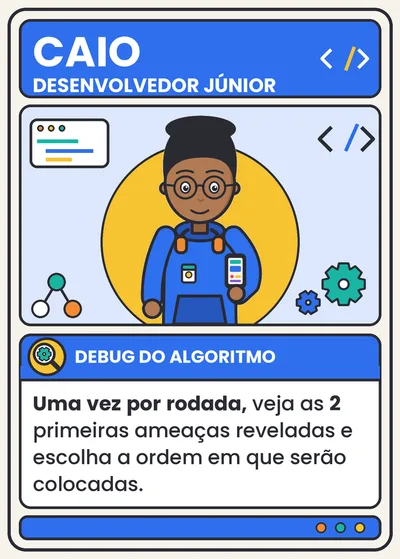 CAIO
DESENVOLVEDOR JÚNIOR
</>
</>
DEBUG DO ALGORITMO
Uma vez por rodada, veja as 2
primeiras ameaças reveladas e
escolha a ordem em que serão
colocadas.